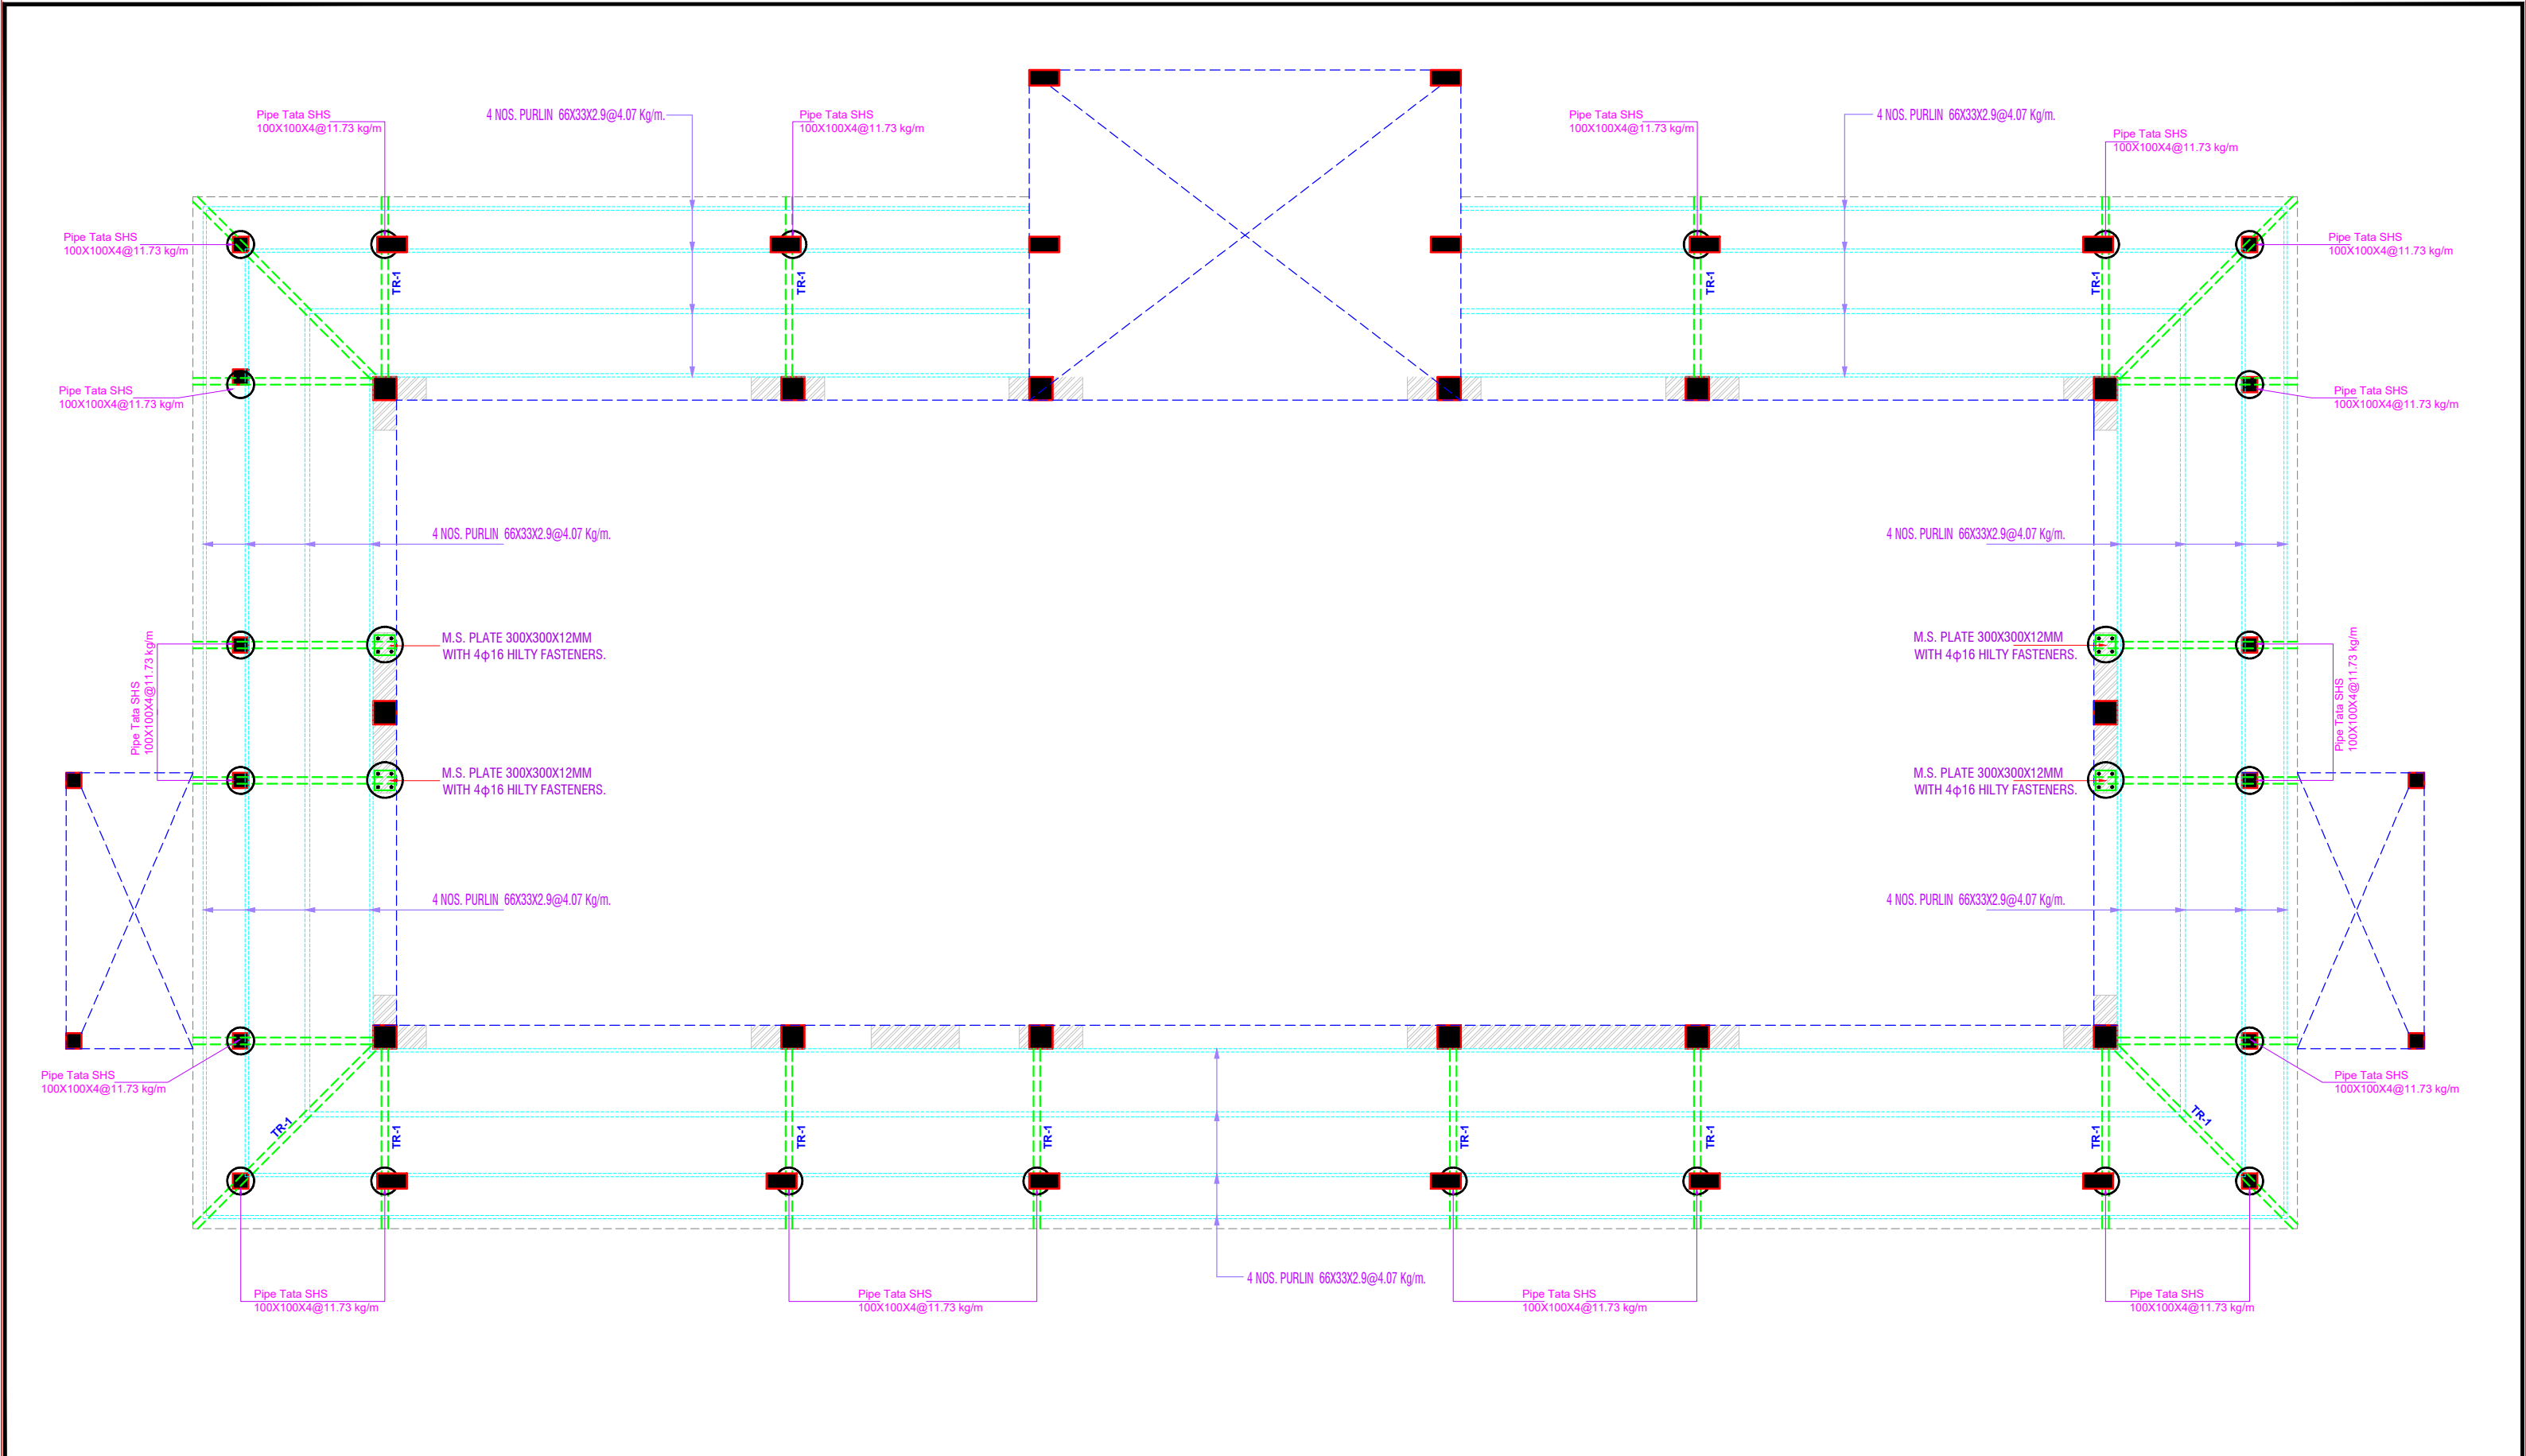 Pipe Tata SHS
100X100X4@11.73 kg/m
4 NOS. PURLIN 66X33X2.9@4.07 Kg/m.
Pipe Tata SHS
100X100X4@11.73 kg/m
Pipe Tata SHS
100X100X4@11.73 kg/m
4 NOS. PURLIN 66X33X2.9@4.07 Kg/m.
Pipe Tata SHS
100X100X4@11.73 kg/m
Pipe Tata SHS
100X100X4@11.73 kg/m
Pipe Tata SHS
100X100X4@11.73 kg/m
TR-1
TR-1
TR-1
TR-1
Pipe Tata SHS
100X100X4@11.73 kg/m
Pipe Tata SHS
100X100X4@11.73 kg/m
4 NOS. PURLIN 66X33X2.9@4.07 Kg/m.
4 NOS. PURLIN 66X33X2.9@4.07 Kg/m.
Pipe Tata SHS
100X100X4@11.73 kg/m
M.S. PLATE 300X300X12MM
WITH 4ϕ16 HILTY FASTENERS.
M.S. PLATE 300X300X12MM
WITH 4ϕ16 HILTY FASTENERS.
Pipe Tata SHS
100X100X4@11.73 kg/m
M.S. PLATE 300X300X12MM
WITH 4ϕ16 HILTY FASTENERS.
M.S. PLATE 300X300X12MM
WITH 4ϕ16 HILTY FASTENERS.
4 NOS. PURLIN 66X33X2.9@4.07 Kg/m.
4 NOS. PURLIN 66X33X2.9@4.07 Kg/m.
Pipe Tata SHS
100X100X4@11.73 kg/m
Pipe Tata SHS
100X100X4@11.73 kg/m
TR-1
TR-1
TR-1
TR-1
TR-1
TR-1
TR-1
TR-1
4 NOS. PURLIN 66X33X2.9@4.07 Kg/m.
Pipe Tata SHS
100X100X4@11.73 kg/m
Pipe Tata SHS
100X100X4@11.73 kg/m
Pipe Tata SHS
100X100X4@11.73 kg/m
Pipe Tata SHS
100X100X4@11.73 kg/m